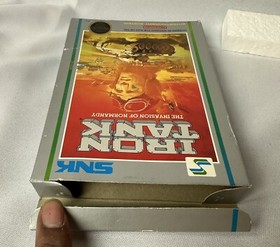 IRON
TANK
THE INVASION OF NORMANDY
SNK